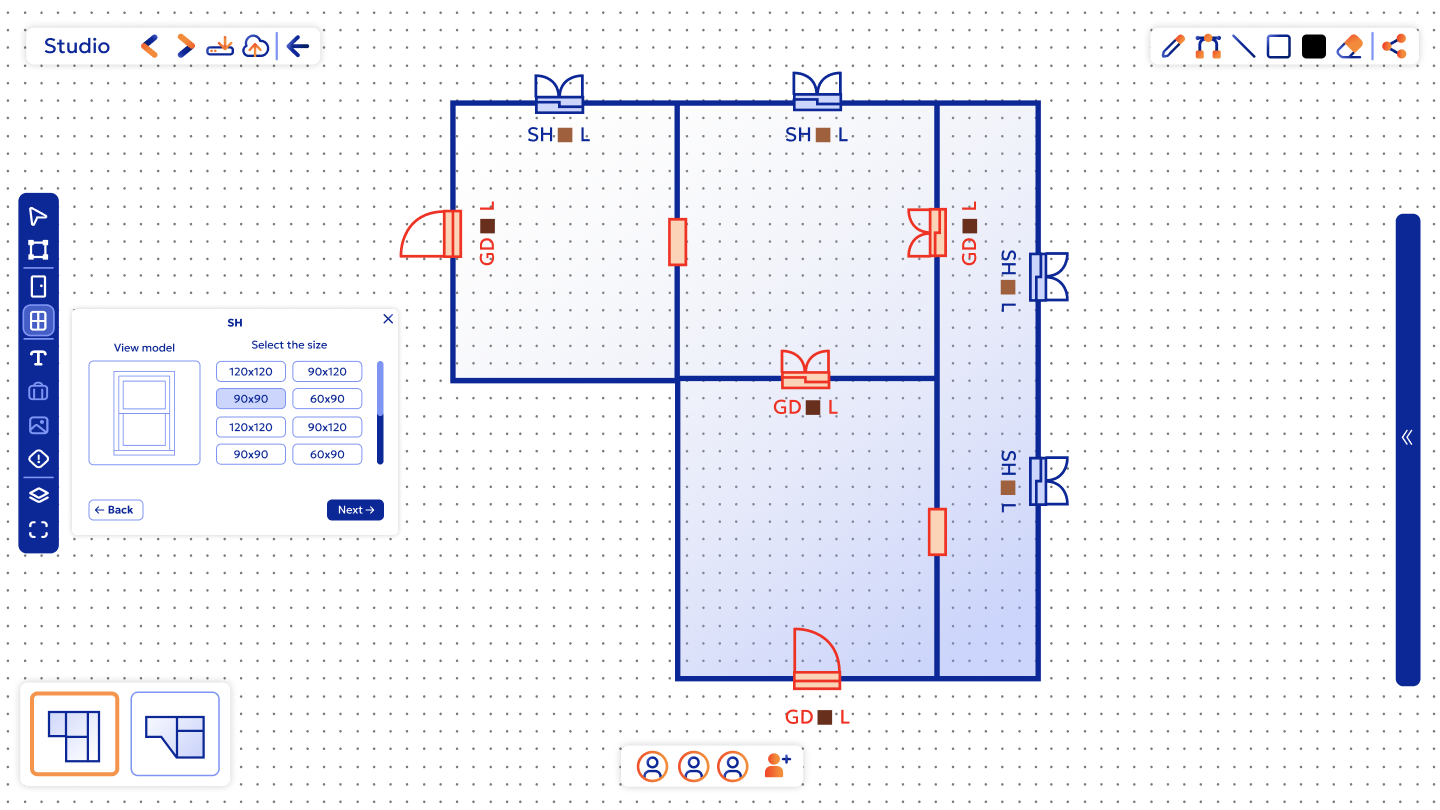 Studio
SH L
SH L
GD L
GD L
SH L
SH
View model
Select the size
120x120 90x120
90x90 60x90
120x120 90x120
90x90 60x90
← Back
Next →
GD L
SH L
GD L